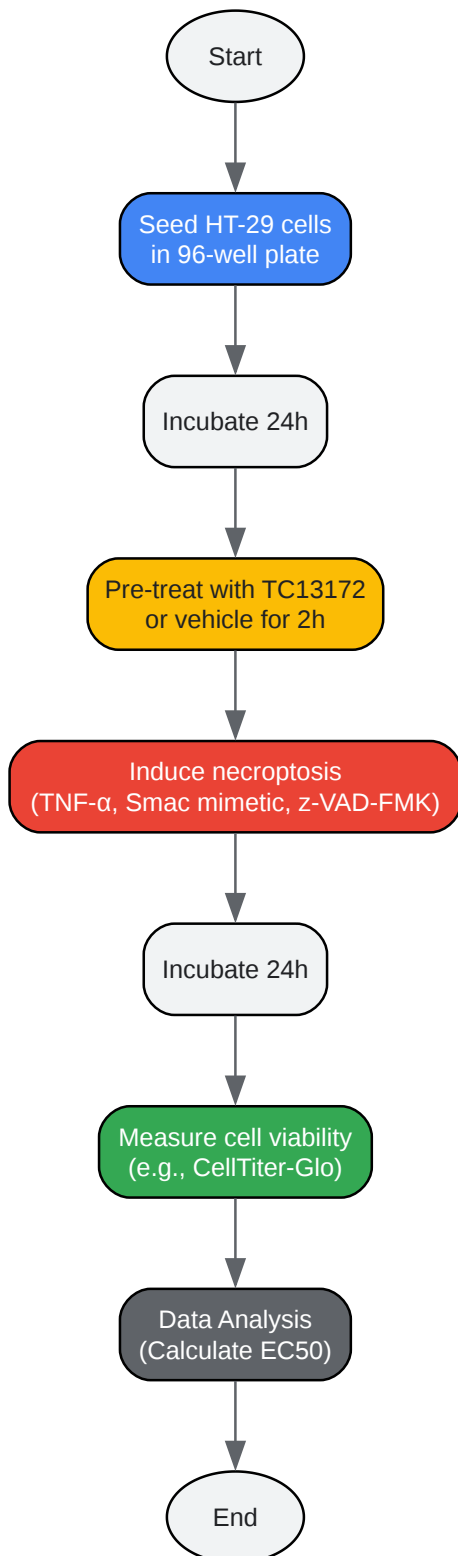 Start
Seed HT-29 cells
in 96-well plate
Incubate 24h
Pre-treat with TC13172
or vehicle for 2h
Induce necroptosis
(TNF-α, Smac mimetic, z-VAD-FMK)
Incubate 24h
Measure cell viability
(e.g., CellTiter-Glo)
Data Analysis
(Calculate EC50)
End